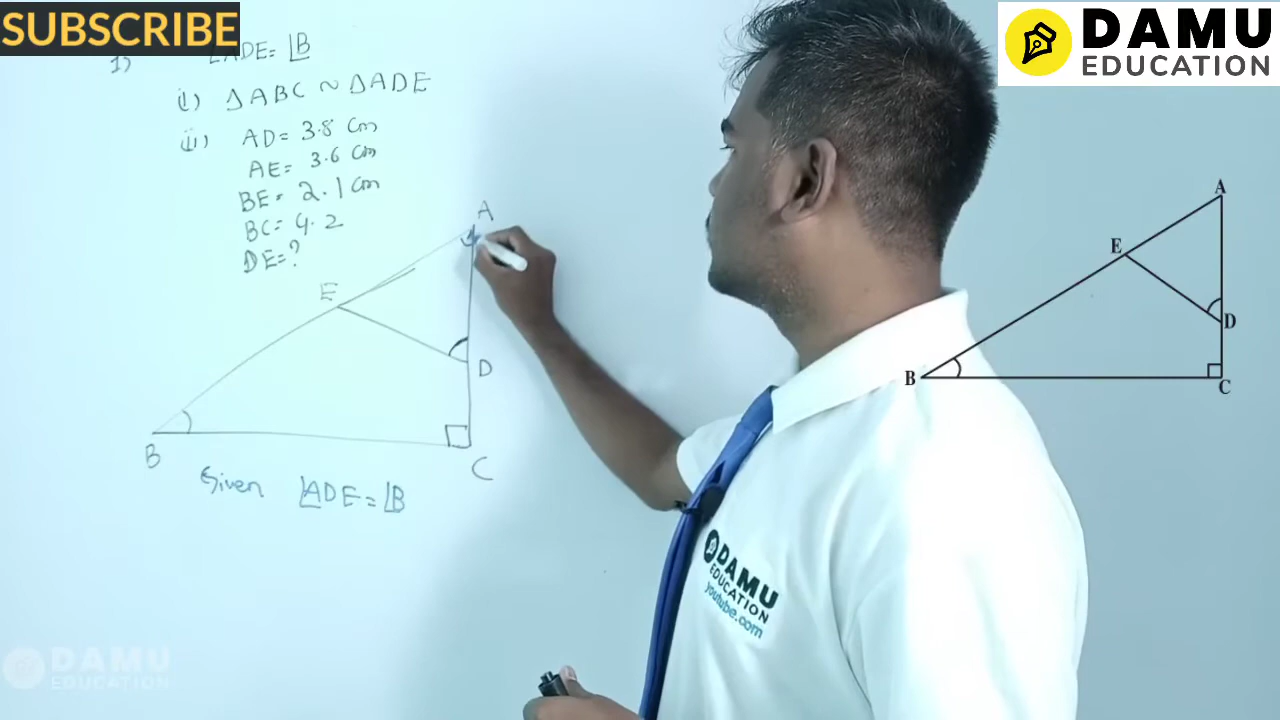 SUBSCRIBE
DAMU
EDUCATION
1) ∠ADE = ∠B
i) ΔABC ~ ΔADE
ii) AD = 3.8 cm
AE = 3.6 cm
BE = 2.1 cm
BC = 4.2
DE = ?
A
E
D
B
C
Given ∠ADE = ∠B
A
E
D
B
C
DAMU
EDUCATION
youtube.com
DAMU
EDUCATION